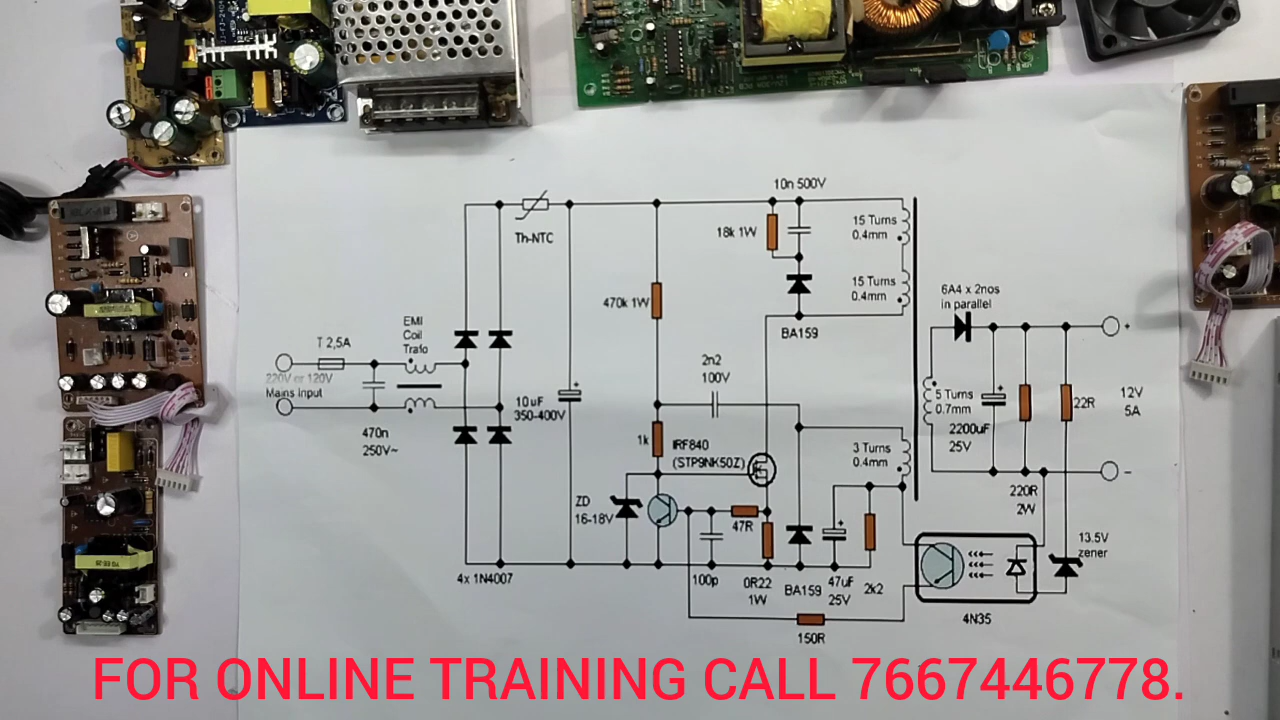 10n 500V
Th-NTC
18k 1W
15 Turns
0.4mm
470k 1W
15 Turns
0.4mm
BA159
6A4 x 2nos
in parallel
+
EMI
Coil
Trafo
T 2,5A
220V or 120V
Mains input
470n
250V~
10uF
350-400V
+
2n2
100V
5 Turns
0.7mm
2200uF
25V
+
22R
12V
5A
1k
IRF840
(STP9NK50Z)
3 Turns
0.4mm
−
220R
2W
ZD
16-18V
47R
+
13.5V
zener
4x 1N4007
100p
0R22
1W
BA159
47uF
25V
2k2
150R
4N35
FOR ONLINE TRAINING CALL 7667446778.